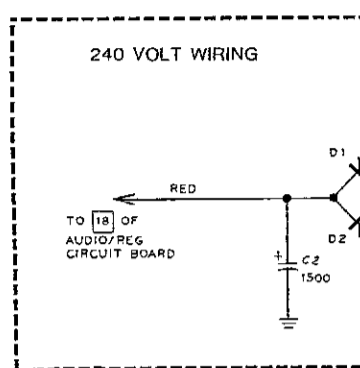 240 VOLT WIRING
D1
RED
TO 18 OF
AUDIO/REG
CIRCUIT BOARD
D2
+
C2
1500